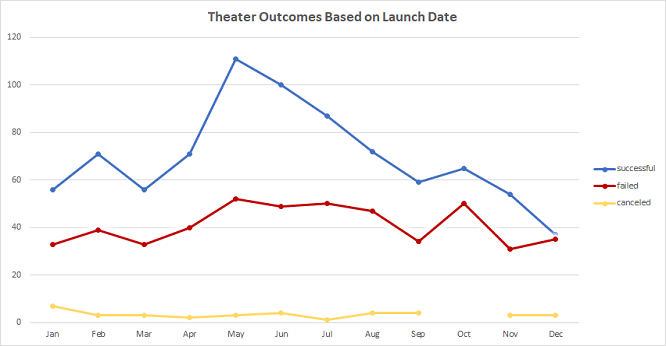 Theater Outcomes Based on Launch Date
120
100
80
60
40
20
0
Jan Feb Mar Apr May Jun Jul Aug Sep Oct Nov Dec
successful
failed
canceled